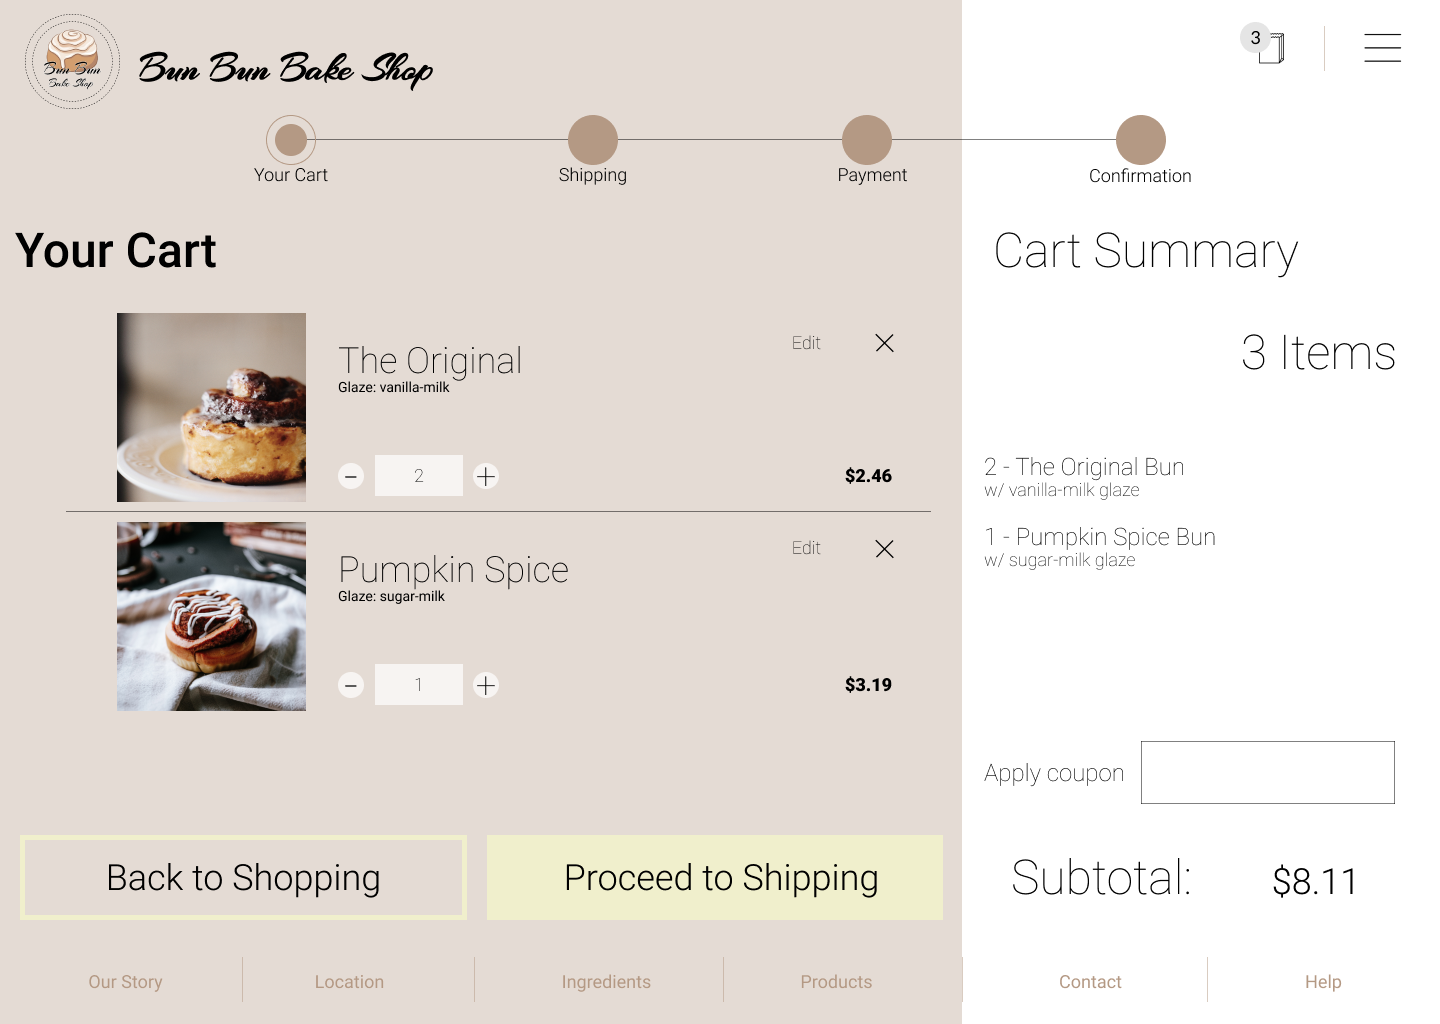 Bun Bun
Bake Shop
Bun Bun Bake Shop
3
Your Cart
Shipping
Payment
Confirmation
Your Cart
The Original
Glaze: vanilla-milk
Edit
2
$2.46
Pumpkin Spice
Glaze: sugar-milk
Edit
1
$3.19
Back to Shopping
Proceed to Shipping
Cart Summary
3 Items
2 - The Original Bun
w/ vanilla-milk glaze
1 - Pumpkin Spice Bun
w/ sugar-milk glaze
Apply coupon
Subtotal: $8.11
Our Story
Location
Ingredients
Products
Contact
Help